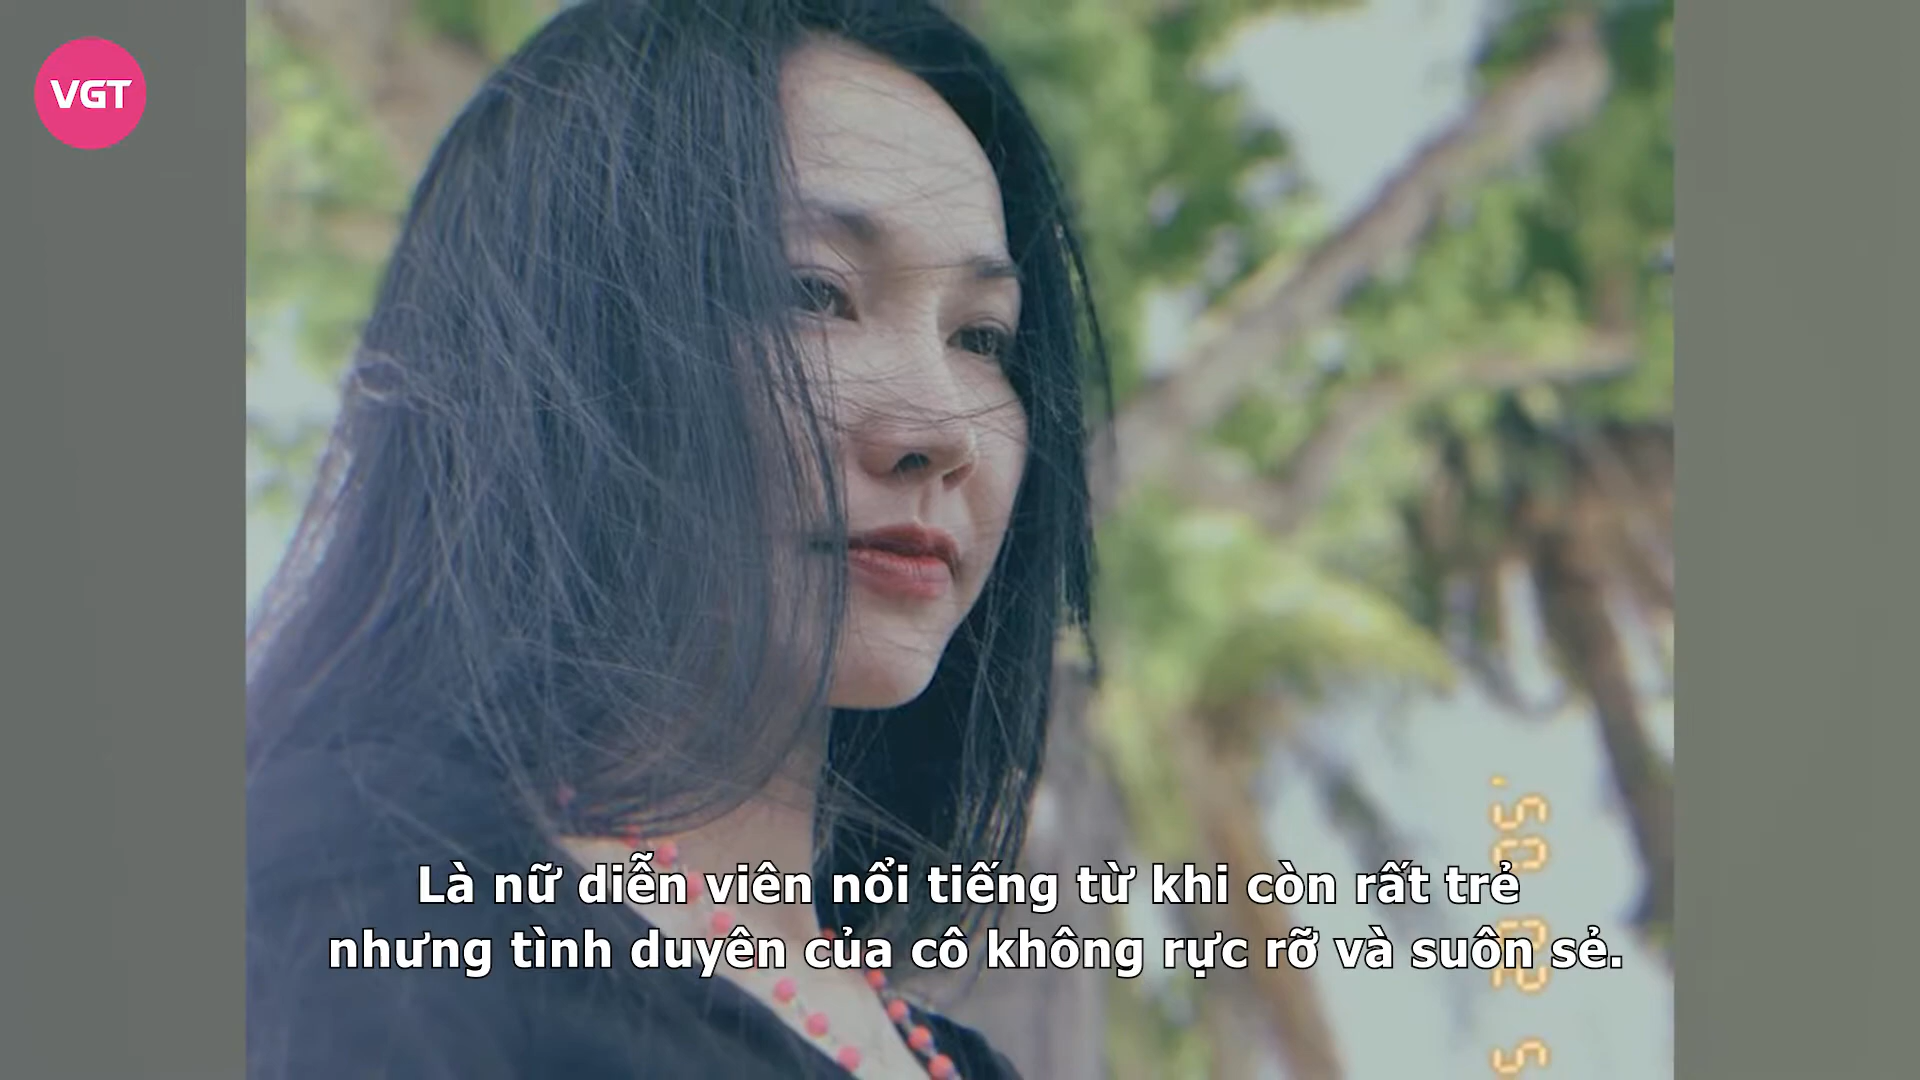 VGT
Là nữ diễn viên nổi tiếng từ khi còn rất trẻ
nhưng tình duyên của cô không rực rỡ và suôn sẻ.